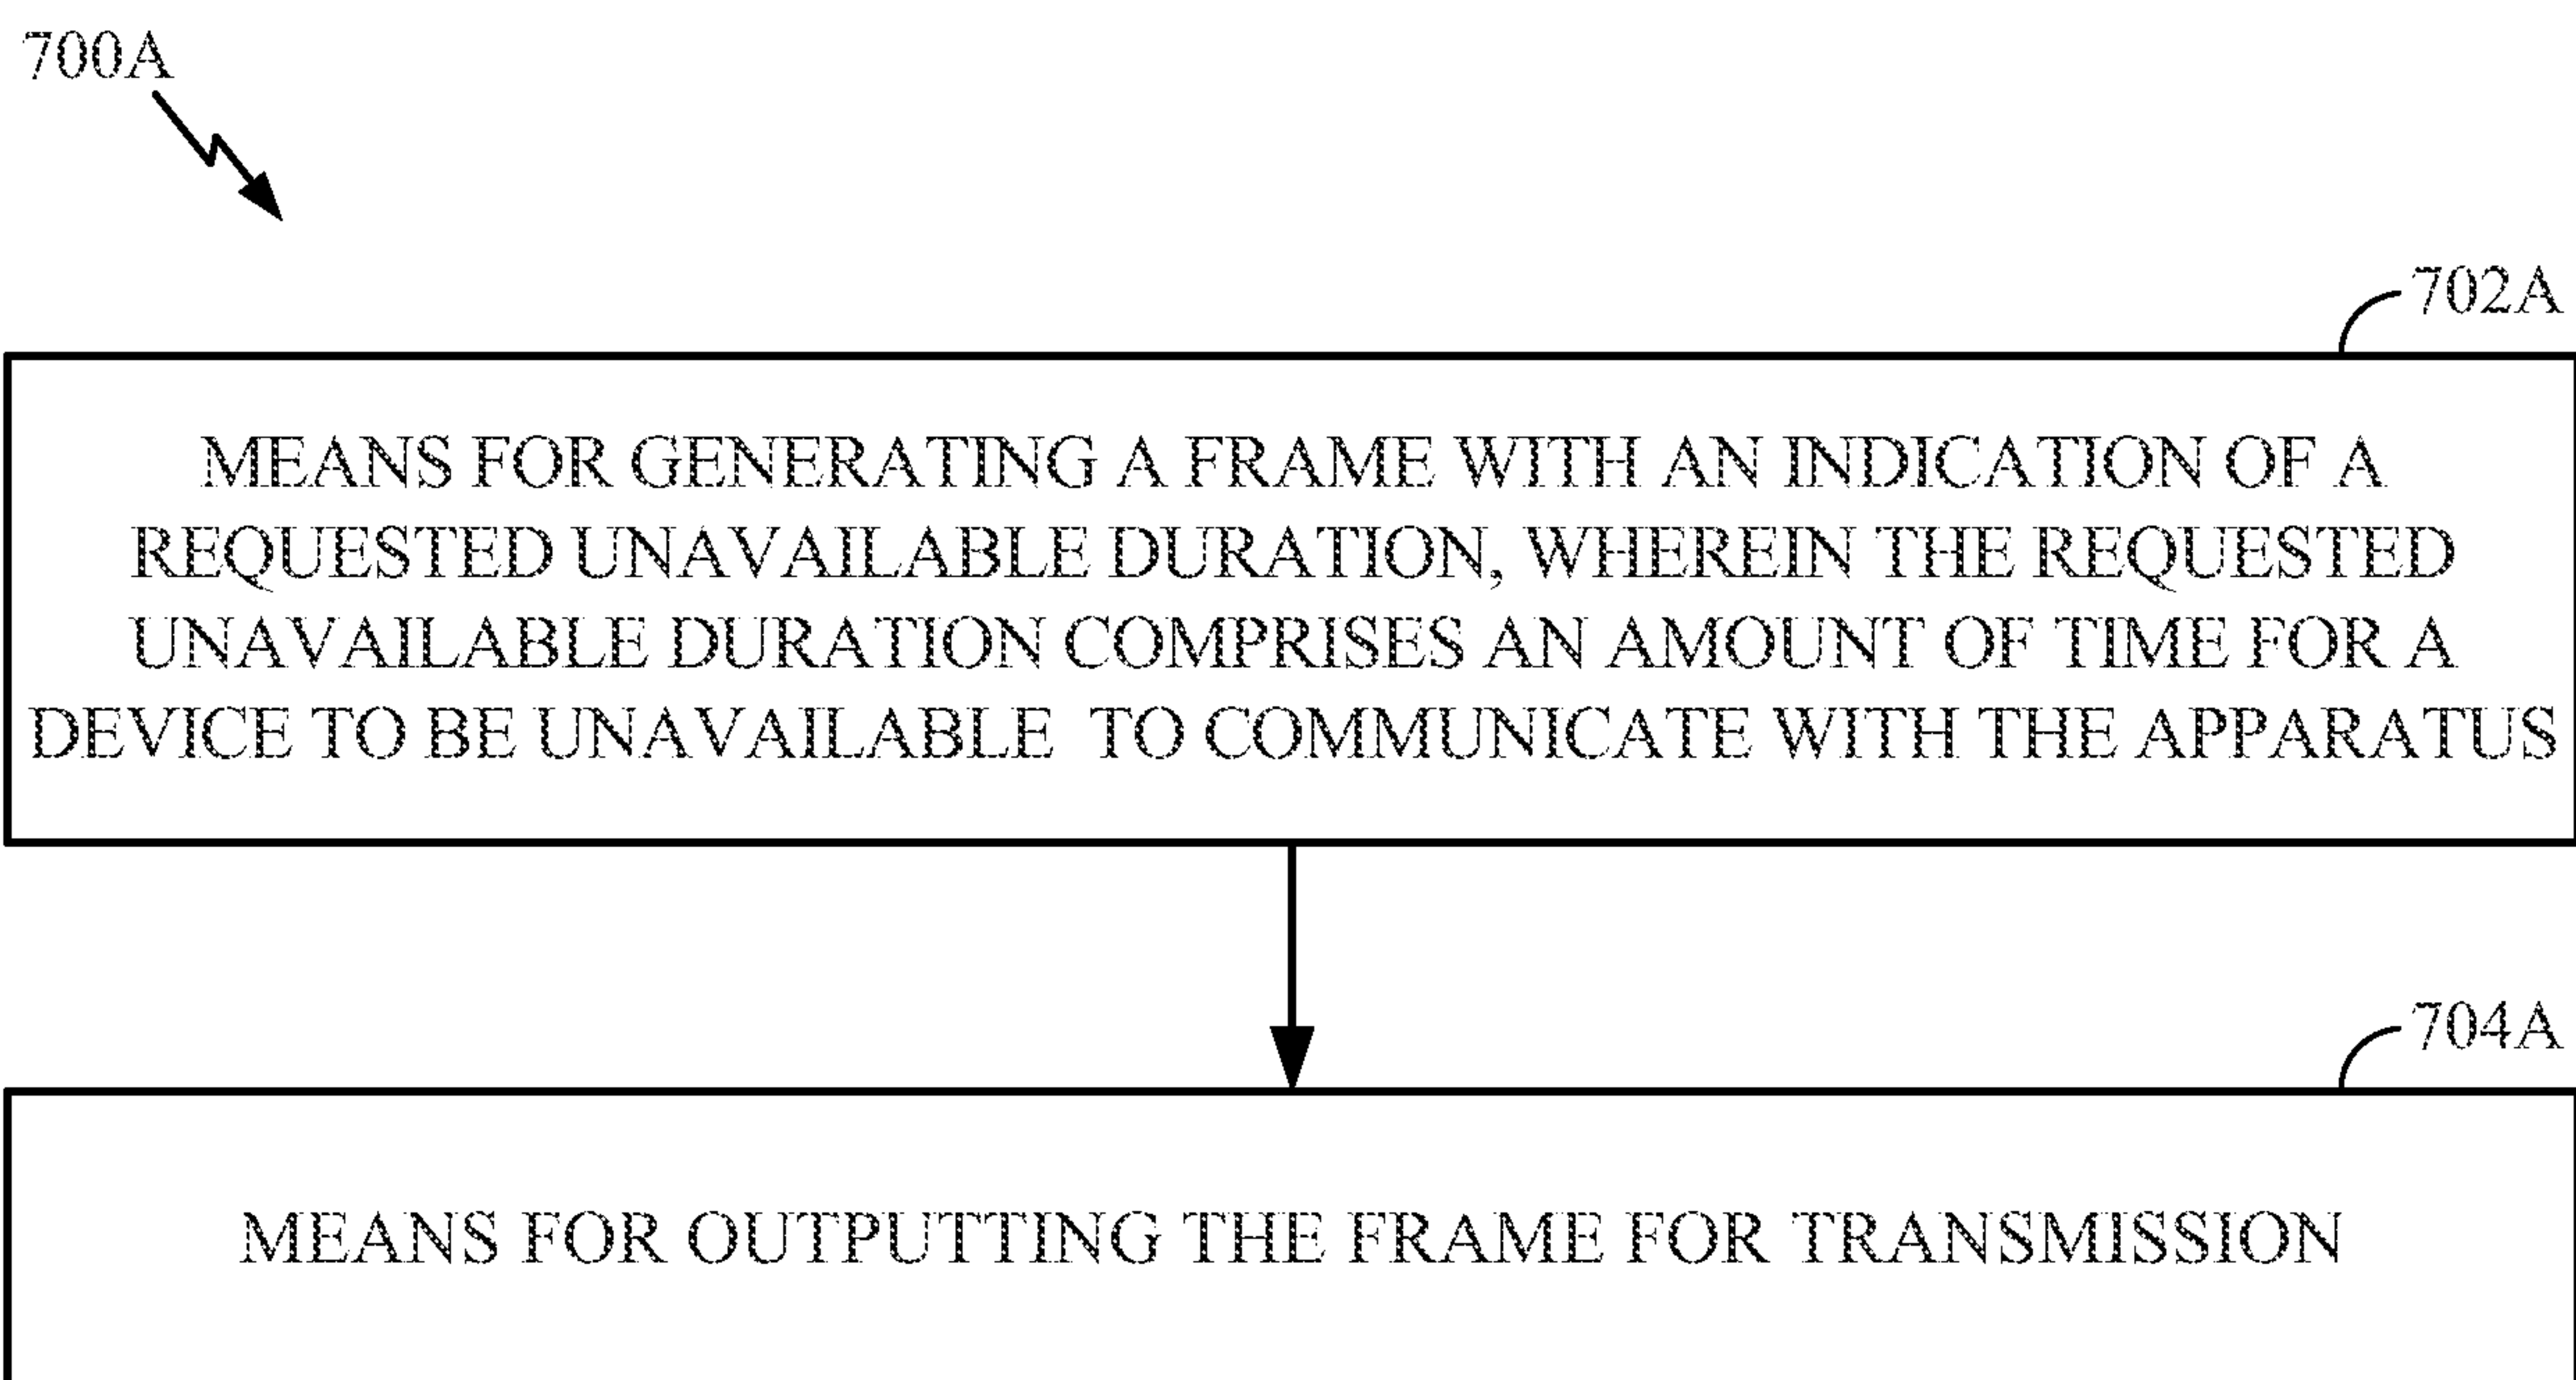 700A
702A
MEANS FOR GENERATING A FRAME WITH AN INDICATION OF A
REQUESTED UNAVAILABLE DURATION, WHEREIN THE REQUESTED
UNAVAILABLE DURATION COMPRISES AN AMOUNT OF TIME FOR A
DEVICE TO BE UNAVAILABLE TO COMMUNICATE WITH THE APPARATUS
704A
MEANS FOR OUTPUTTING THE FRAME FOR TRANSMISSION